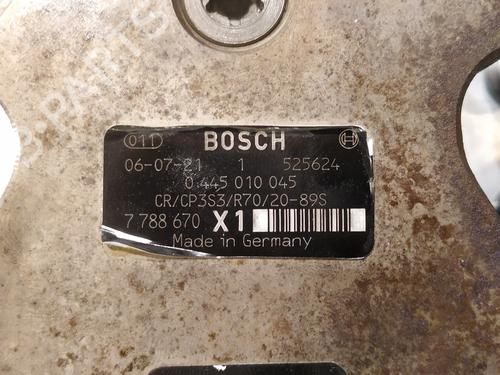 011 BOSCH
06-07-21 1 525624
0 445 010 045
CR/CP3S3/R70/20-89S
7 788 670 X1
Made in Germany
B-PARTS